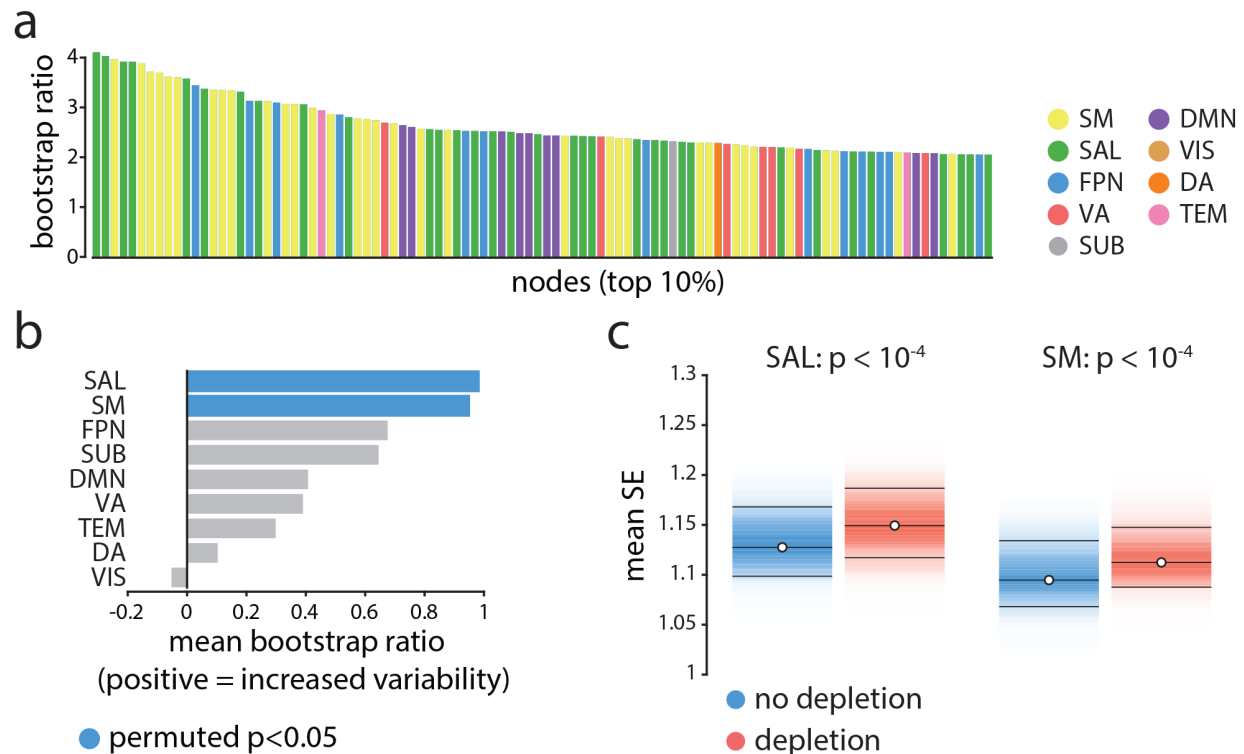 a
bootstrap ratio
4
3
2
1
0
nodes (top 10%)
SM
SAL
FPN
VA
SUB
DMN
VIS
DA
TEM
b
SAL
SM
FPN
SUB
DMN
VA
TEM
DA
VIS
-0.2 0 0.2 0.4 0.6 0.8 1
mean bootstrap ratio
(positive = increased variability)
permuted p<0.05
c
SAL: p < 10⁻⁴ SM: p < 10⁻⁴
mean SE
1.3
1.25
1.2
1.15
1.1
1.05
1
no depletion
depletion